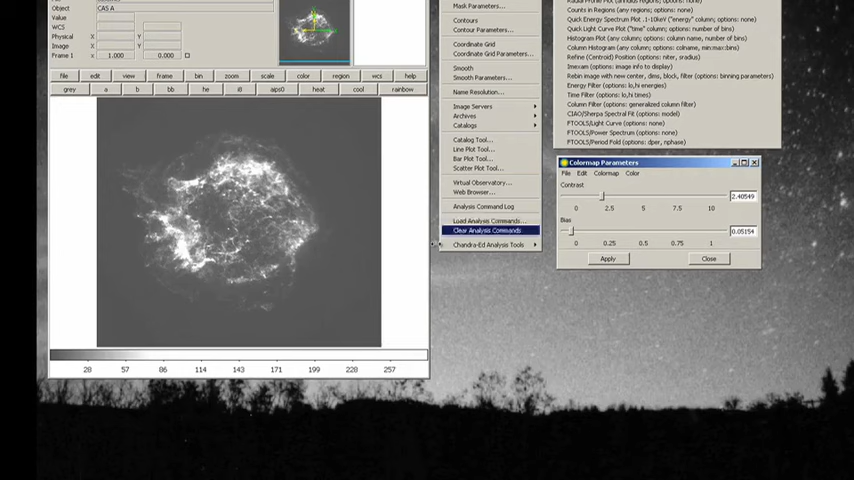 Object CAS A
WCS
Physical X Y
Image X Y
Frame 1 X 1.000 0.000
file edit view frame bin zoom scale color region wcs help
grey a b bb he i8 aips0 heat cool rainbow
28 57 86 114 143 171 199 228 257
Mask Parameters...
Contours
Contour Parameters...
Coordinate Grid
Coordinate Grid Parameters...
Smooth
Smooth Parameters...
Name Resolution...
Image Servers
Archives
Catalogs
Catalog Tool...
Line Plot Tool...
Bar Plot Tool...
Scatter Plot Tool...
Virtual Observatory...
Web Browser...
Analysis Command Log
Load Analysis Commands...
Clear Analysis Commands
Chandra-Ed Analysis Tools
Counts in Regions (any regions; options: none)
Quick Energy Spectrum Plot .1-10keV ("energy" column; options: none)
Quick Light Curve Plot ("time" column; options: number of bins)
Histogram Plot (any column; options: column name, number of bins)
Column Histogram (any column; options: colname, min:max:bins)
Refine (Centroid) Position (options: niter, sradius)
Imexam (options: image info to display)
Rebin image with new center, dims, block, filter (options: binning parameters)
Energy Filter (options: lo,hi energies)
Time Filter (options: lo,hi times)
Column Filter (options: generalized column filter)
CIAO/Sherpa Spectral Fit (options: model)
FTOOLS/Light Curve (options: none)
FTOOLS/Power Spectrum (options: none)
FTOOLS/Period Fold (options: dper, nphase)
Colormap Parameters
File Edit Colormap Color
Contrast
2.40549
0 2.5 5 7.5 10
Bias
0.05154
0 0.25 0.5 0.75 1
Apply Close